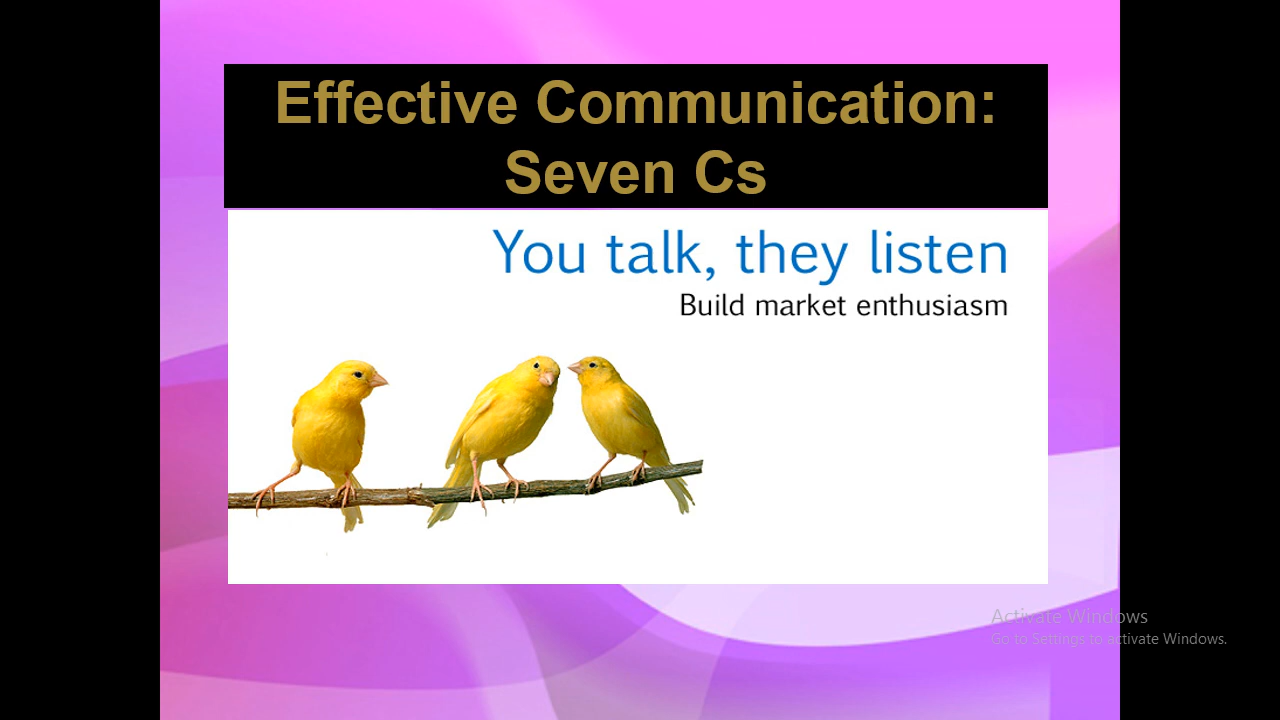 Effective Communication:
Seven Cs
You talk, they listen
Build market enthusiasm
Activate Windows
Go to Settings to activate Windows.